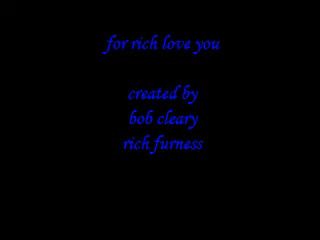 for rich love you
created by
bob cleary
rich furness